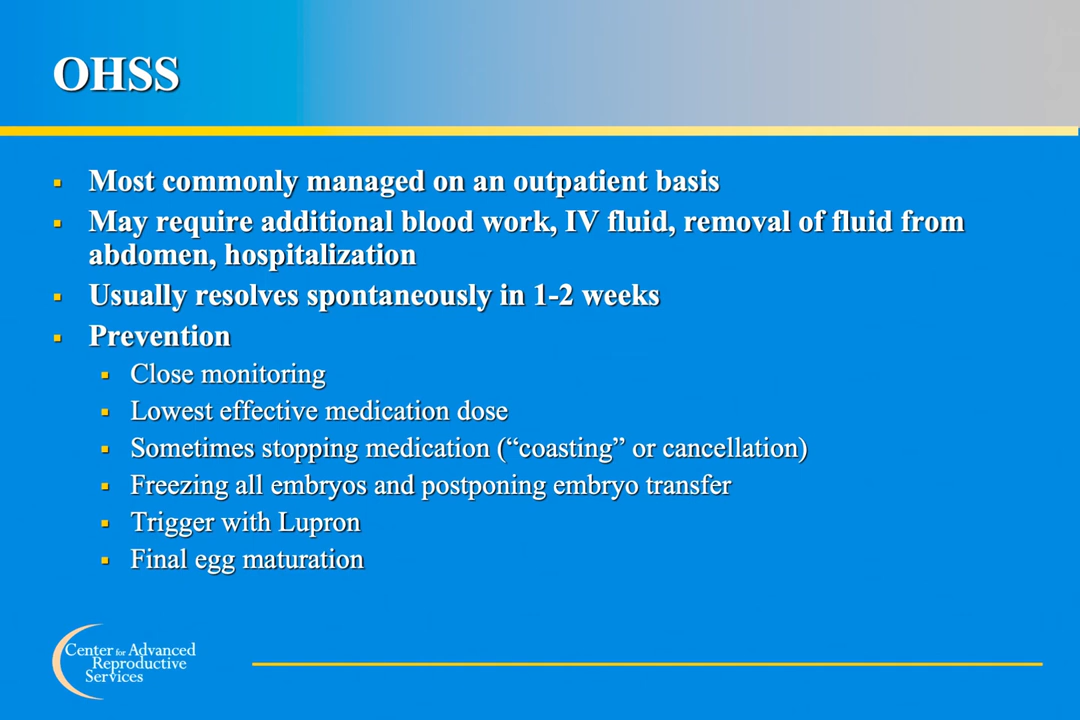 OHSS
▪ Most commonly managed on an outpatient basis
▪ May require additional blood work, IV fluid, removal of fluid from
abdomen, hospitalization
▪ Usually resolves spontaneously in 1-2 weeks
▪ Prevention
▪ Close monitoring
▪ Lowest effective medication dose
▪ Sometimes stopping medication (“coasting” or cancellation)
▪ Freezing all embryos and postponing embryo transfer
▪ Trigger with Lupron
▪ Final egg maturation
Center for Advanced
Reproductive
Services